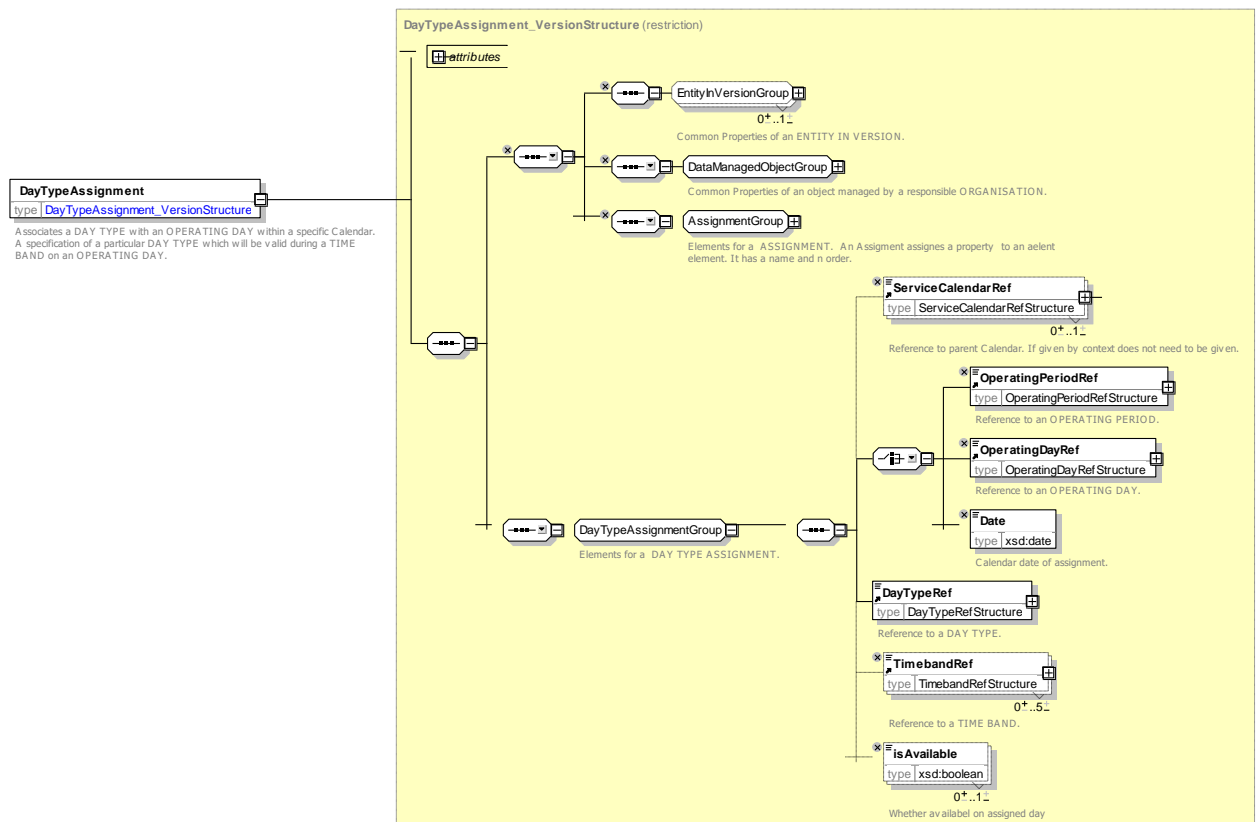 DayTypeAssignment_VersionStructure (restriction)
attributes
EntityInVersionGroup
0..1
Common Properties of an ENTITY IN VERSION.
DataManagedObjectGroup
Common Properties of an object managed by a responsible ORGANISATION.
AssignmentGroup
Elements for a ASSIGNMENT. An Assigment assignes a property to an aelent
element. It has a name and n order.
DayTypeAssignment
type DayTypeAssignment_VersionStructure
Associates a DAY TYPE with an OPERATING DAY within a specific Calendar.
A specification of a particular DAY TYPE which will be valid during a TIME
BAND on an OPERATING DAY.
ServiceCalendarRef
type ServiceCalendarRefStructure
0..1
Reference to parent Calendar. If given by context does not need to be given.
OperatingPeriodRef
type OperatingPeriodRefStructure
Reference to an OPERATING PERIOD.
OperatingDayRef
type OperatingDayRefStructure
Reference to an OPERATING DAY.
Date
type xsd:date
Calendar date of assignment.
DayTypeAssignmentGroup
Elements for a DAY TYPE ASSIGNMENT.
DayTypeRef
type DayTypeRefStructure
Reference to a DAY TYPE.
TimebandRef
type TimebandRefStructure
0..5
Reference to a TIME BAND.
isAvailable
type xsd:boolean
0..1
Whether availabel on assigned day